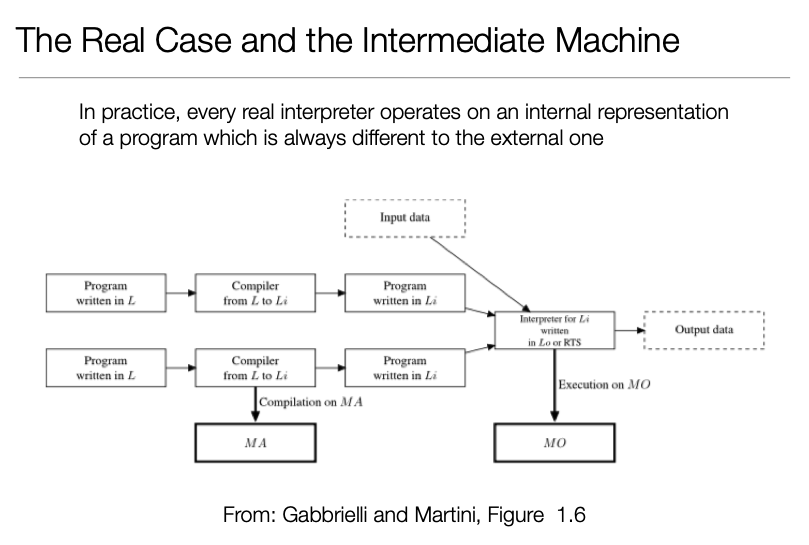 The Real Case and the Intermediate Machine
In practice, every real interpreter operates on an internal representation
of a program which is always different to the external one
Input data
Program
written in L
Compiler
from L to Li
Program
written in Li
Interpreter for Li
written
in Lo or RTS
Output data
Program
written in L
Compiler
from L to Li
Program
written in Li
Execution on MO
Compilation on MA
MA
MO
From: Gabbrielli and Martini, Figure 1.6